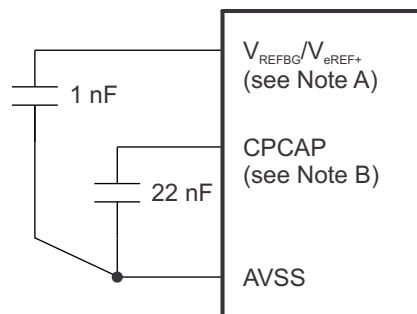 V_REFBG/V_eREF+
(see Note A)
1 nF
CPCAP
(see Note B)
22 nF
AVSS